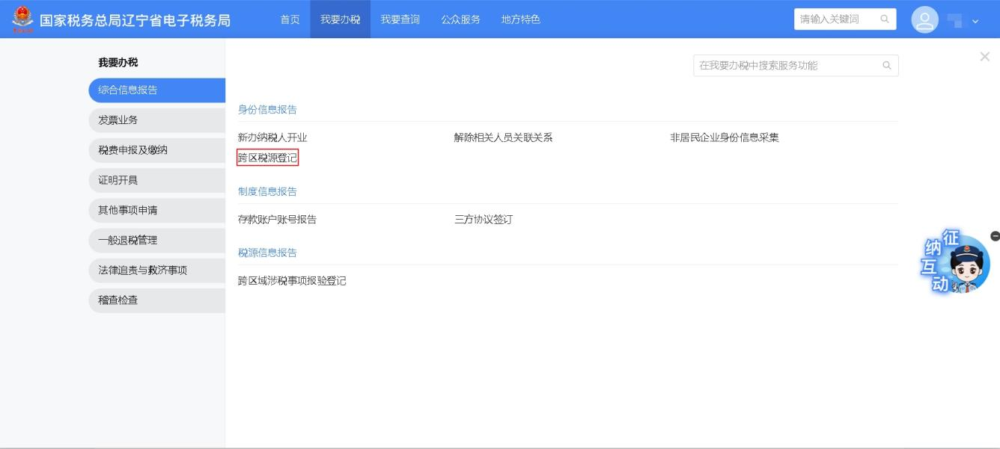 国家税务总局辽宁省电子税务局
首页 我要办税 我要查询 公众服务 地方特色
请输入关键词
我要办税
在我要办税中搜索服务功能
综合信息报告
发票业务
税费申报及缴纳
证明开具
其他事项申请
一般退税管理
法律追责与救济事项
稽查检查
身份信息报告
新办纳税人开业 解除相关人员关联关系 非居民企业身份信息采集
跨区税源登记
制度信息报告
存款账户账号报告 三方协议签订
税源信息报告
跨区域涉税事项报验登记
征纳互动